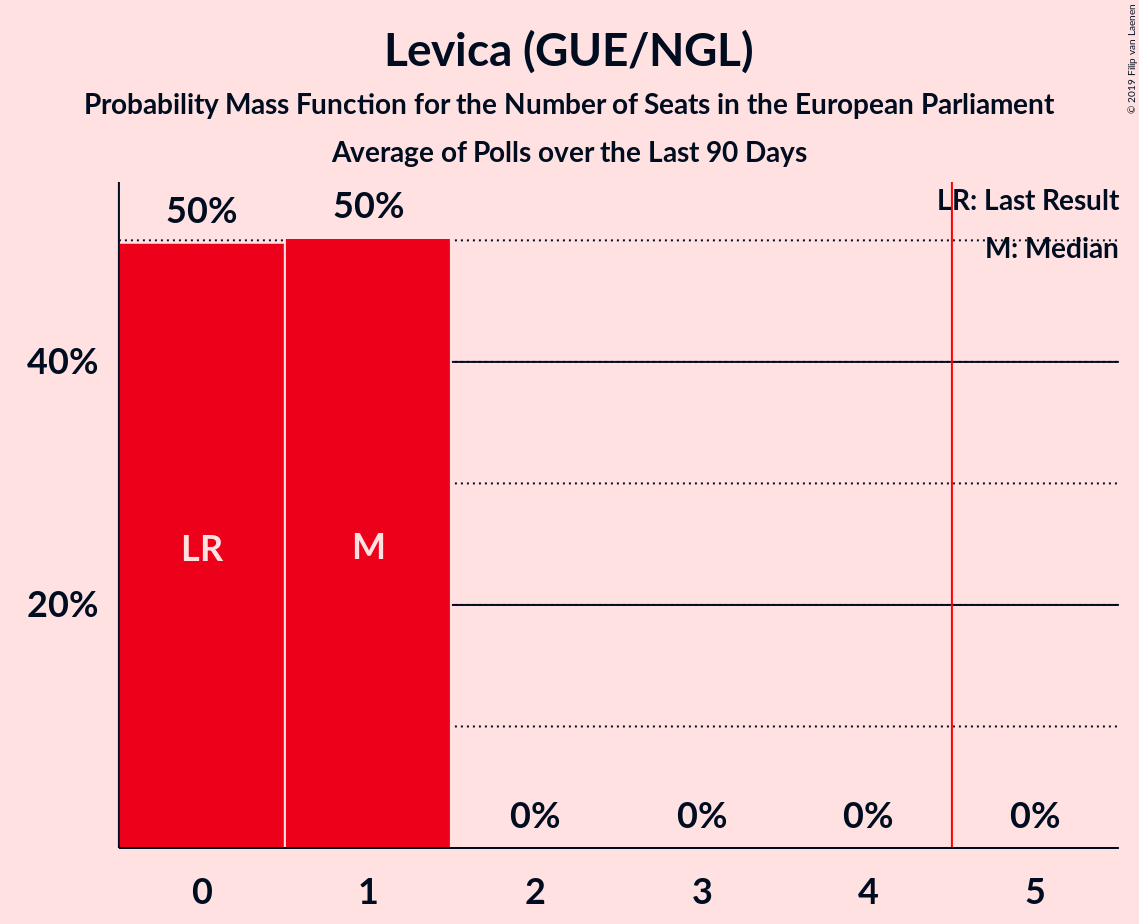 Levica (GUE/NGL)
Probability Mass Function for the Number of Seats in the European Parliament
Average of Polls over the Last 90 Days
© 2019 Filip van Laenen
LR: Last Result
M: Median
50%
50%
40%
20%
LR
M
0%
0%
0%
0%
0
1
2
3
4
5